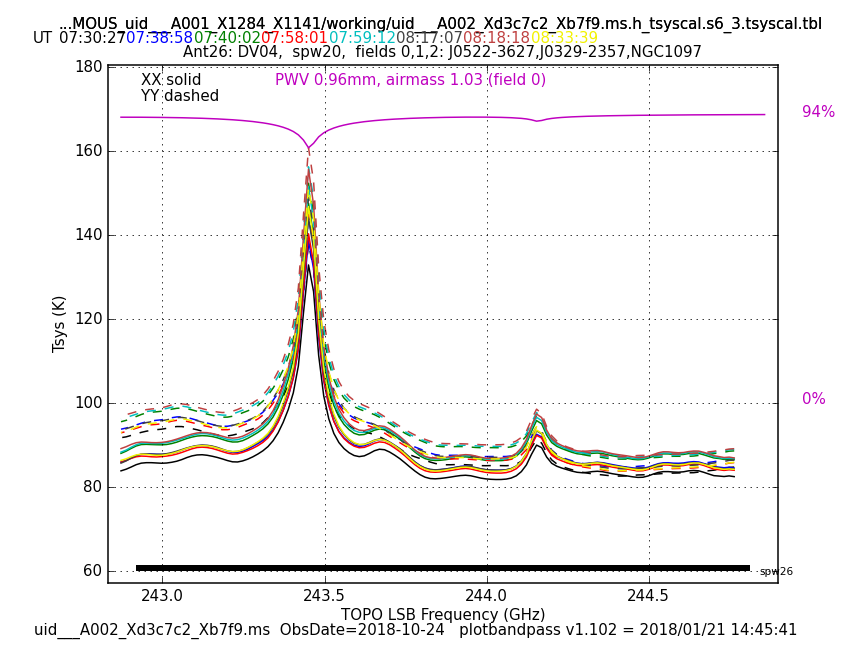 ...MOUS_uid___A001_X1284_X1141/working/uid___A002_Xd3c7c2_Xb7f9.ms.h_tsyscal.s6_3.tsyscal.tbl
UT 07:30:27 07:38:58 07:40:02 07:58:01 07:59:12 08:17:07 08:18:18 08:33:39
Ant26: DV04, spw20, fields 0,1,2: J0522-3627,J0329-2357,NGC1097
XX solid
PWV 0.96mm, airmass 1.03 (field 0)
YY dashed
94%
0%
180
160
140
120
100
80
60
Tsys (K)
spw26
243.0 243.5 244.0 244.5
TOPO LSB Frequency (GHz)
uid___A002_Xd3c7c2_Xb7f9.ms ObsDate=2018-10-24 plotbandpass v1.102 = 2018/01/21 14:45:41